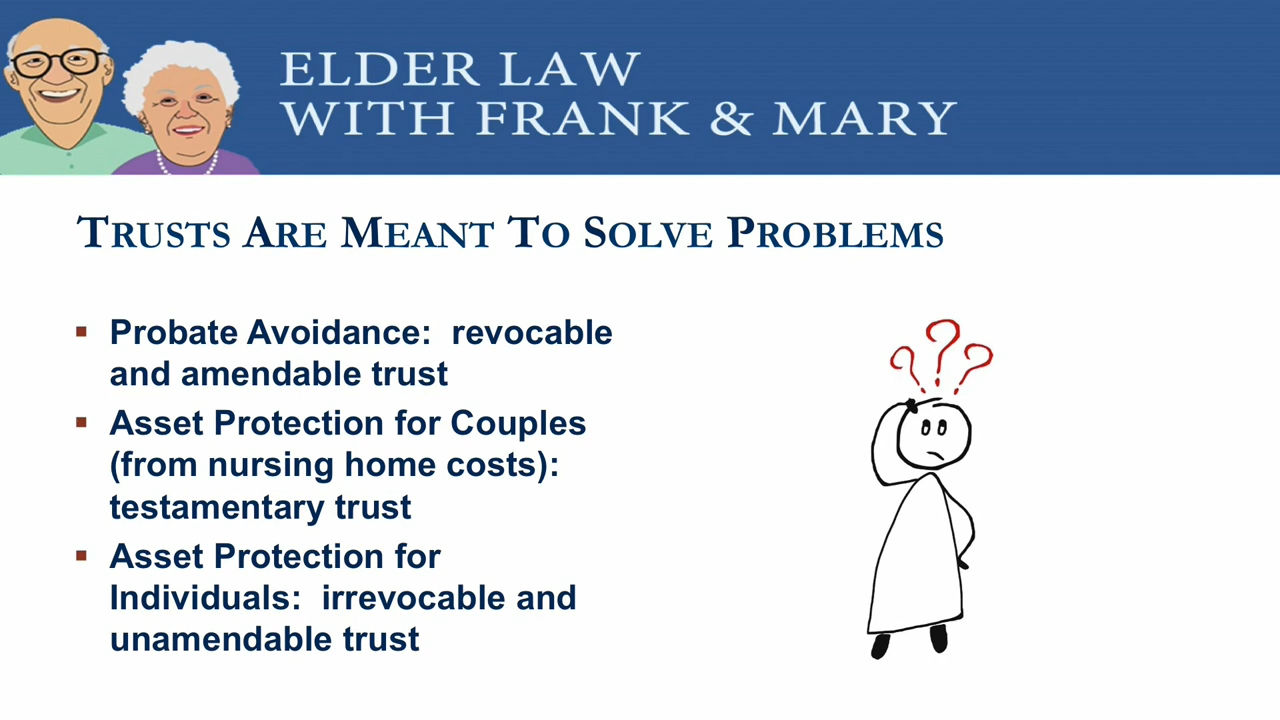 ELDER LAW
WITH FRANK & MARY
TRUSTS ARE MEANT TO SOLVE PROBLEMS
▪ Probate Avoidance:  revocable
and amendable trust
▪ Asset Protection for Couples
(from nursing home costs):
testamentary trust
▪ Asset Protection for
Individuals:  irrevocable and
unamendable trust
???